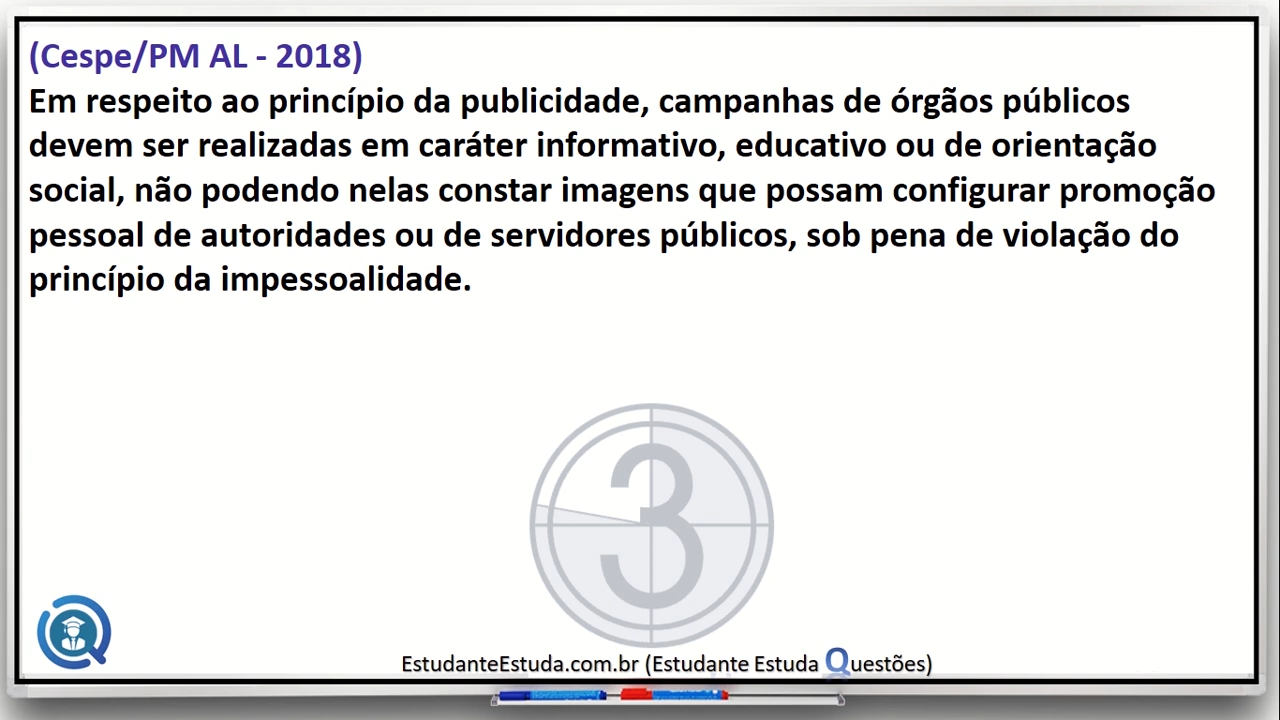 (Cespe/PM AL - 2018)
Em respeito ao princípio da publicidade, campanhas de órgãos públicos
devem ser realizadas em caráter informativo, educativo ou de orientação
social, não podendo nelas constar imagens que possam configurar promoção
pessoal de autoridades ou de servidores públicos, sob pena de violação do
princípio da impessoalidade.
3
EstudanteEstuda.com.br (Estudante Estuda Questões)